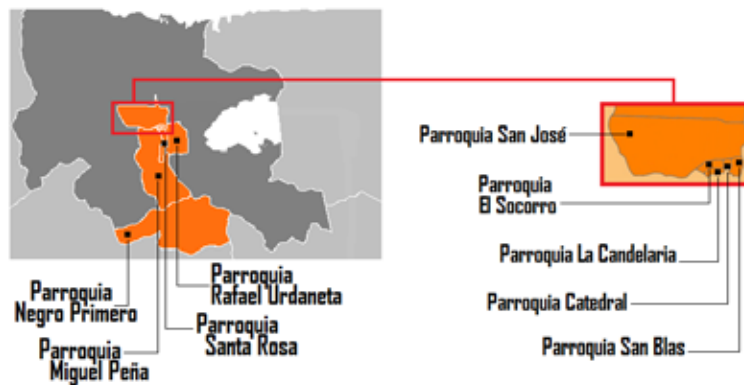 Parroquia San José
Parroquia
El Socorro
Parroquia La Candelaria
Parroquia Catedral
Parroquia San Blas
Parroquia
Rafael Urdaneta
Parroquia
Negro Primero
Parroquia
Santa Rosa
Parroquia
Miguel Peña